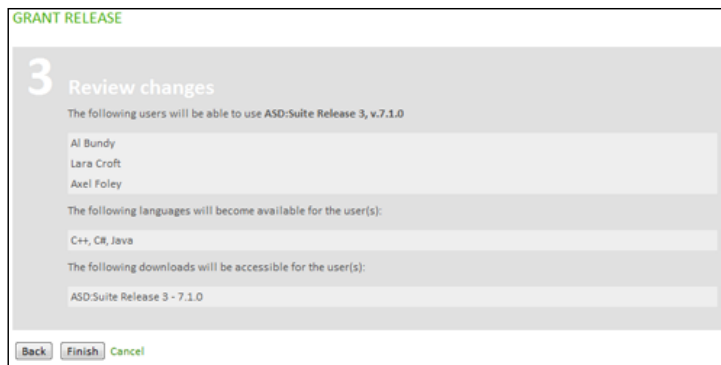 GRANT RELEASE
3
Review changes
The following users will be able to use ASD:Suite Release 3, v.7.1.0
Al Bundy
Lara Croft
Axel Foley
The following languages will become available for the user(s):
C++, C#, Java
The following downloads will be accessible for the user(s):
ASD:Suite Release 3 - 7.1.0
Back Finish Cancel